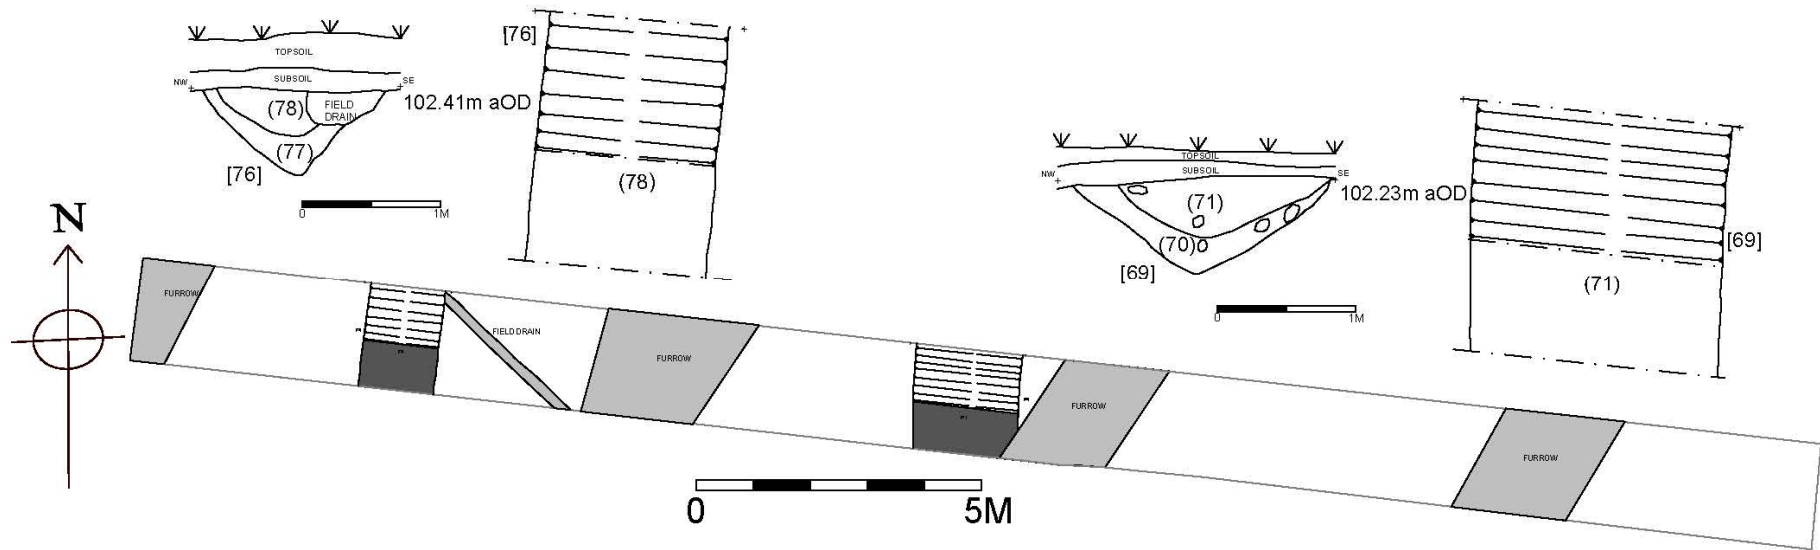 TOPSOIL
SUBSOIL
NW
SE
(78)
FIELD
DRAIN
(77)
[76]
102.41m aOD
0
1M
[76]
(78)
TOPSOIL
SUBSOIL
NW
SE
(71)
(70)
[69]
102.23m aOD
0
1M
[69]
(71)
N
FURROW
FIELD DRAIN
FURROW
FURROW
FURROW
0
5M